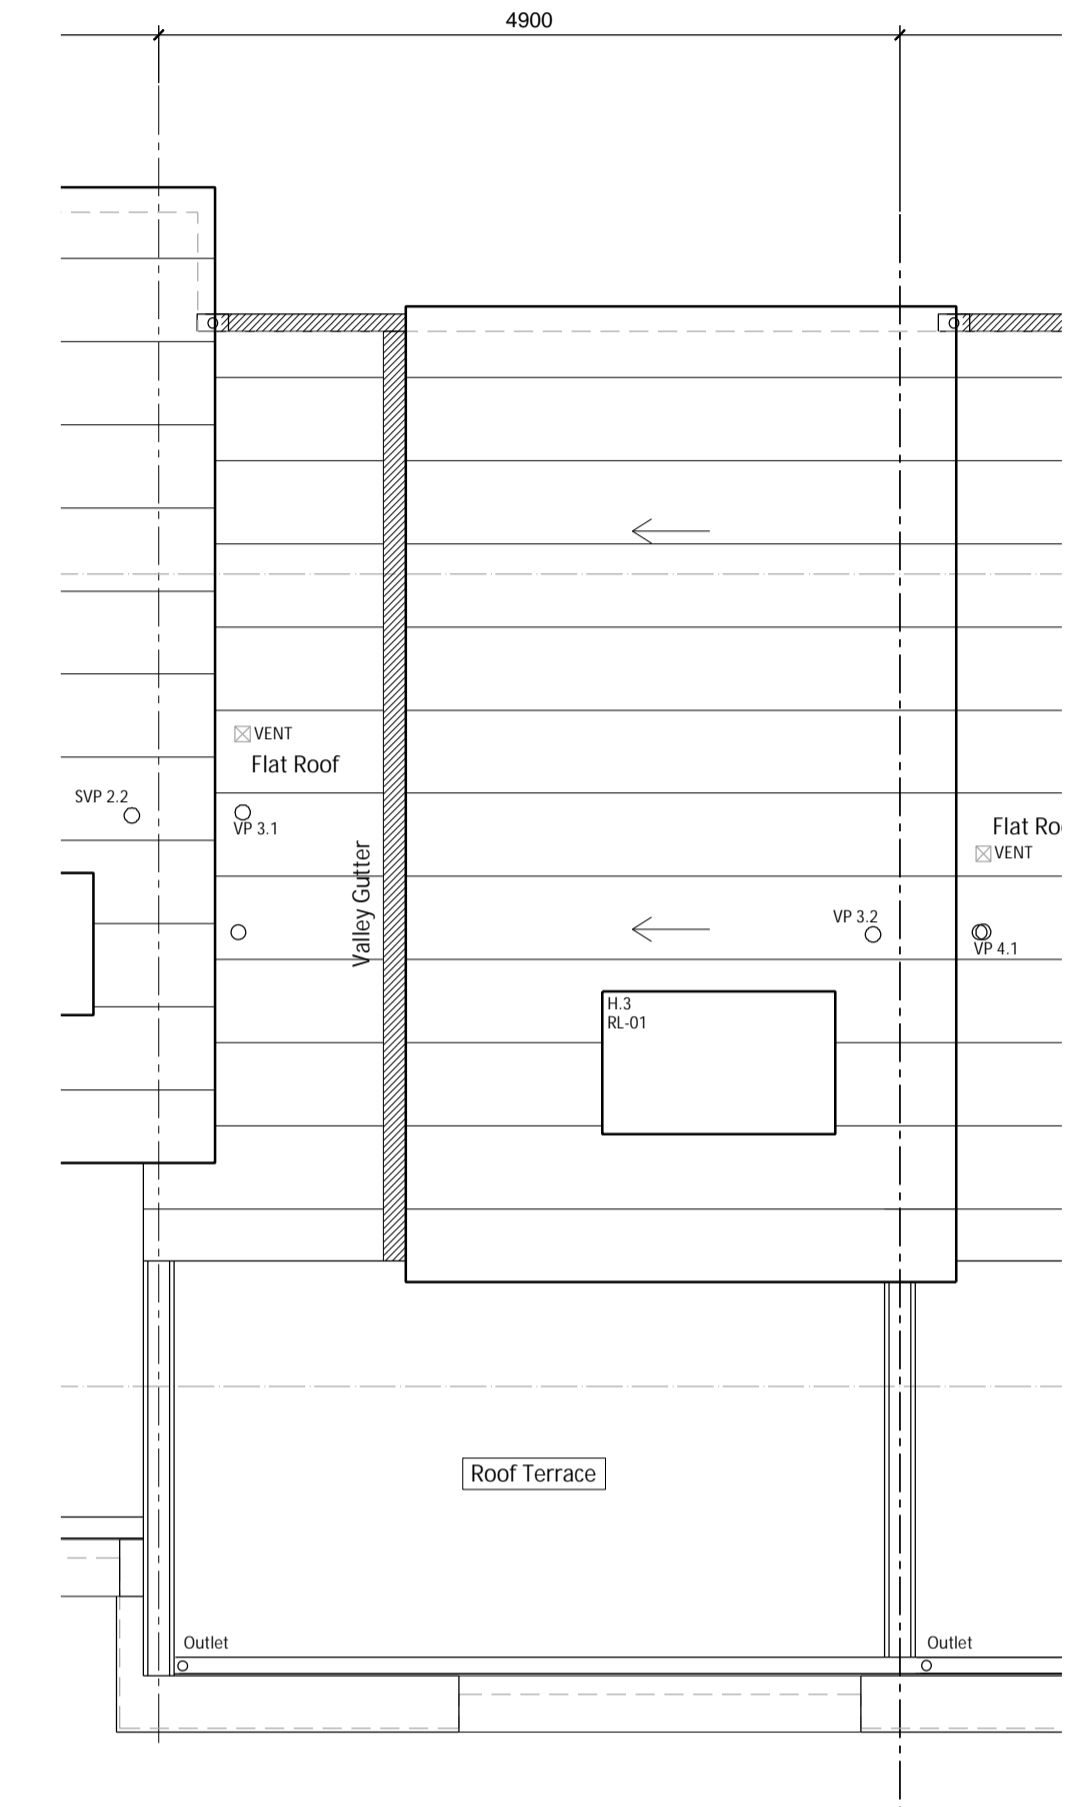 4900
VENT
Flat Roof
SVP 2.2
VP 3.1
Valley Gutter
Flat Ro
VENT
VP 3.2
VP 4.1
H.3
RL-01
Roof Terrace
Outlet
Outlet